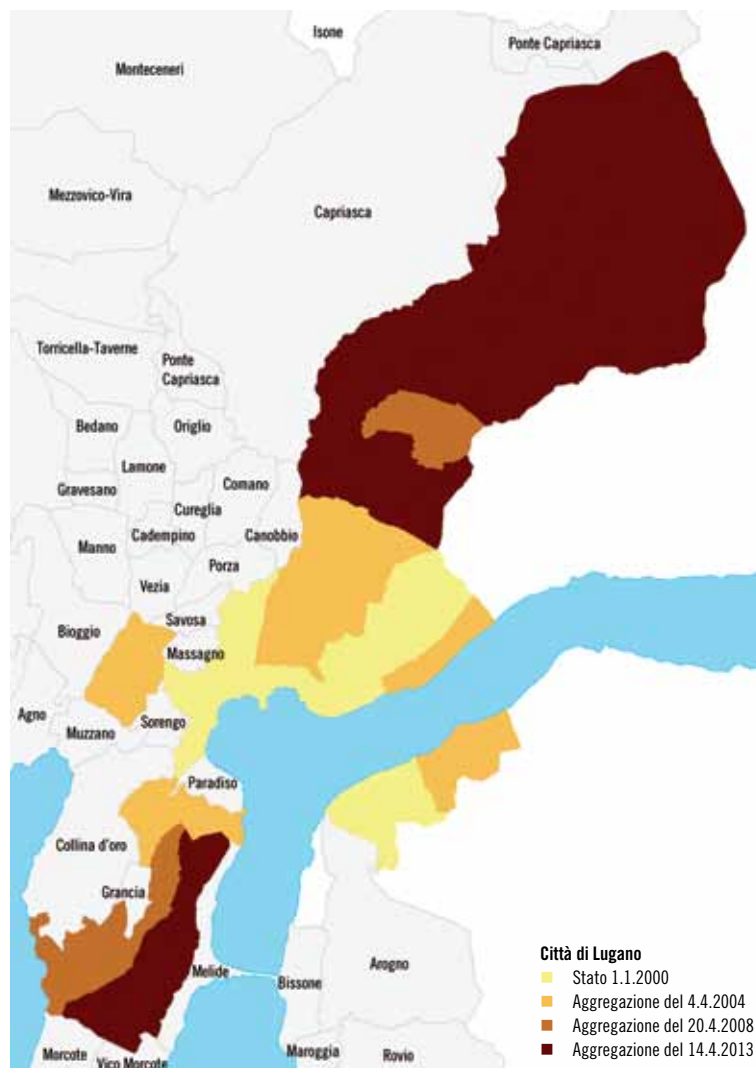 Isone
Ponte Capriasca
Monteceneri
Mezzovico-Vira
Capriasca
Torricella-Taverne
Ponte
Capriasca
Bedano
Origlio
Lamone
Gravesano
Comano
Cureglia
Manno
Cadempino
Canobbio
Vezia
Porza
Savosa
Bioggio
Massagno
Agno
Sorengo
Muzzano
Paradiso
Collina d'oro
Grancia
Melide
Bissone
Arogno
Morcote
Vico Morcote
Maroggia
Rovio
Città di Lugano
Stato 1.1.2000
Aggregazione del 4.4.2004
Aggregazione del 20.4.2008
Aggregazione del 14.4.2013